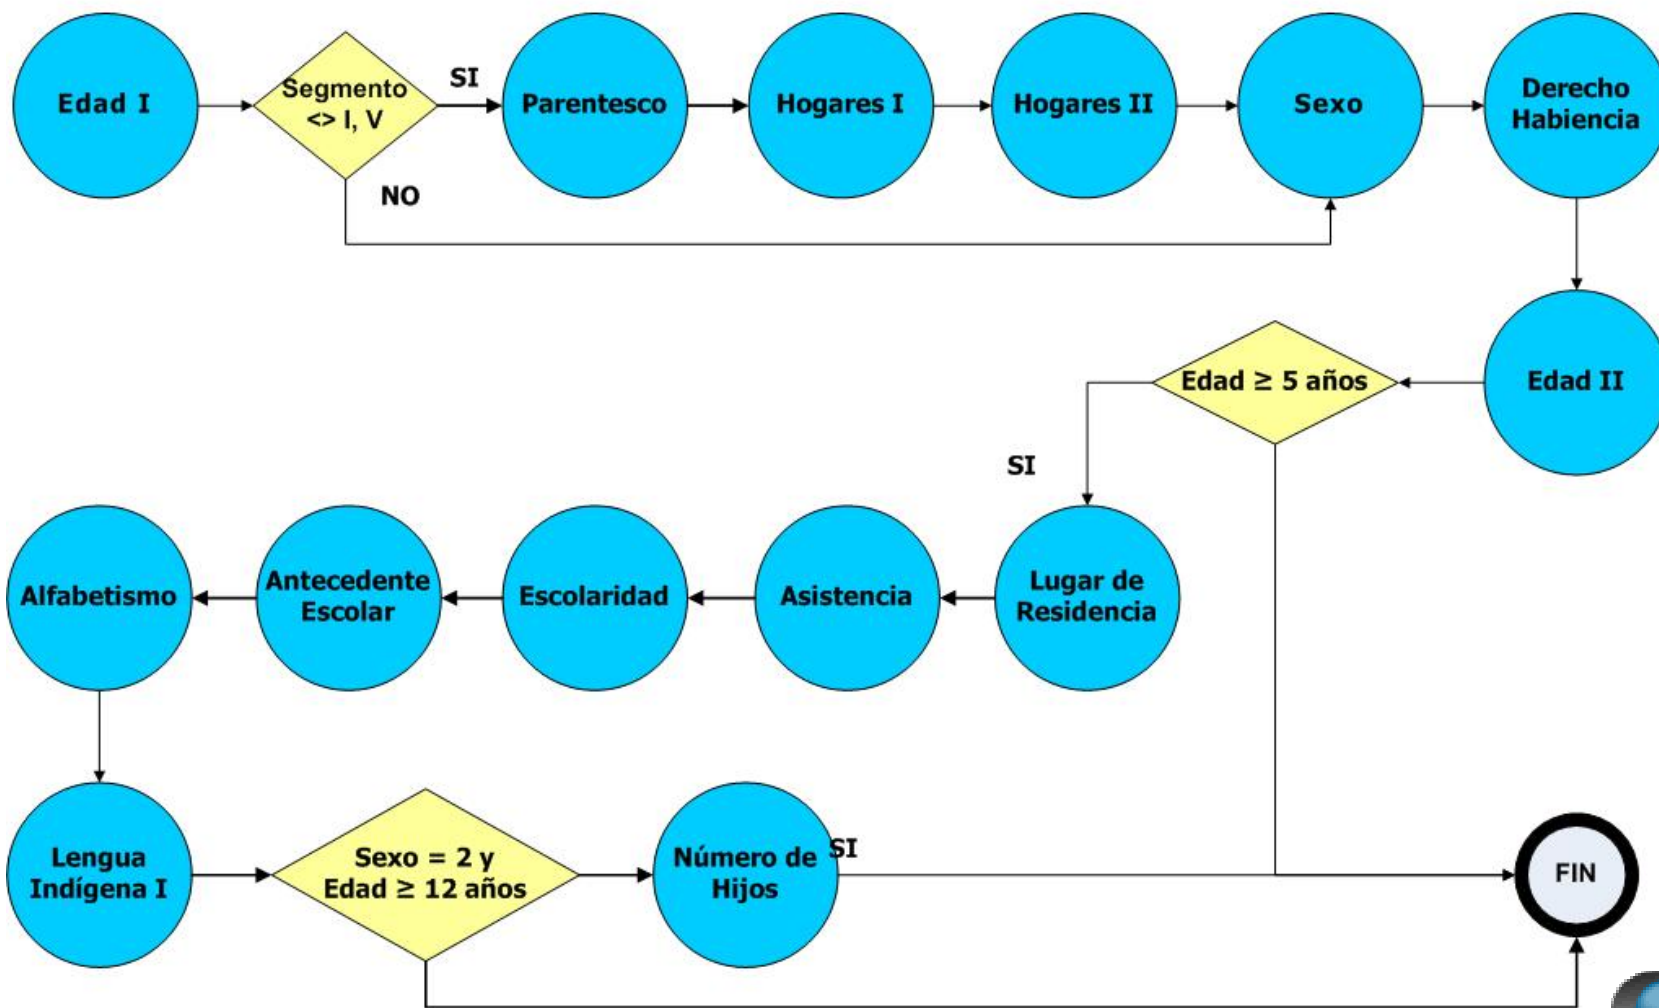 Edad I
Segmento
<> I, V
SI
Parentesco
Hogares I
Hogares II
Sexo
Derecho
Habiencia
NO
Edad II
Edad ≥ 5 años
SI
Lugar de
Residencia
Asistencia
Escolaridad
Antecedente
Escolar
Alfabetismo
Lengua
Indígena I
Sexo = 2 y
Edad ≥ 12 años
Número de
Hijos
SI
FIN